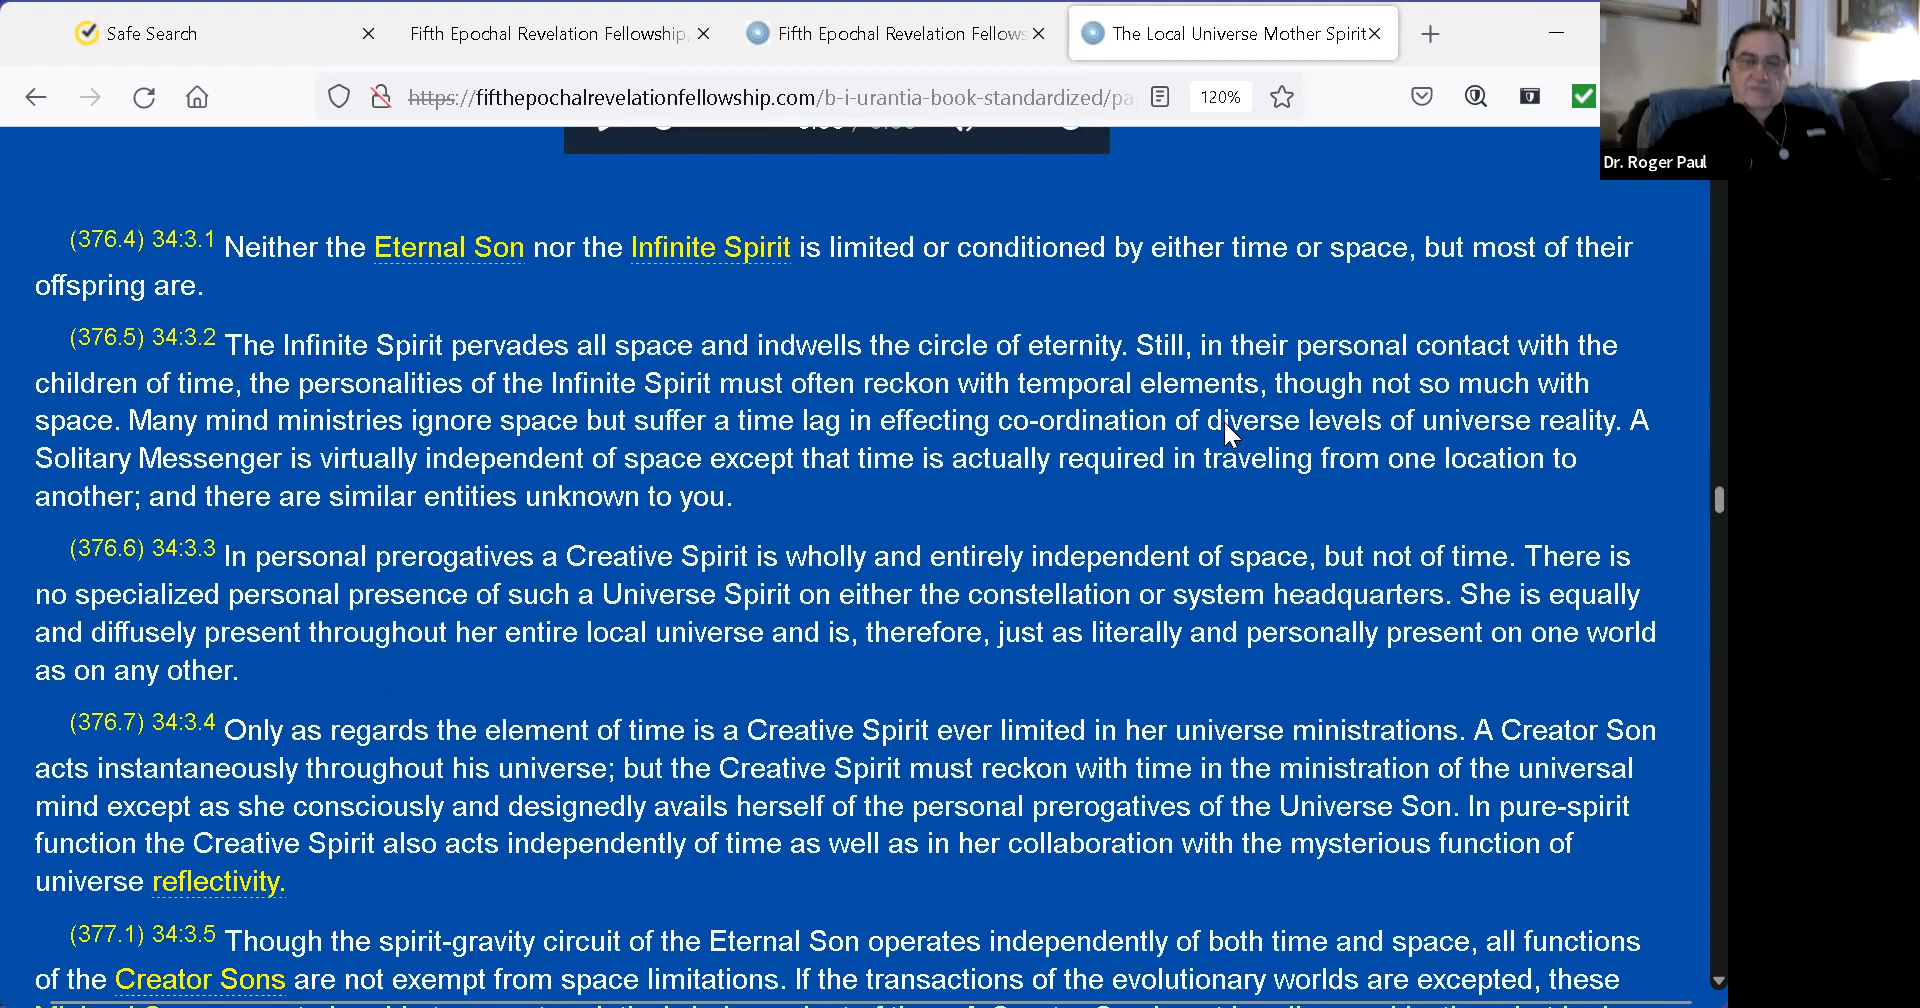 Safe Search
Fifth Epochal Revelation Fellowship,
Fifth Epochal Revelation Fellows
The Local Universe Mother Spirit
https://fifthepochalrevelationfellowship.com/b-i-urantia-book-standardized/pa
120%
Dr. Roger Paul
(376.4) 34:3.1 Neither the Eternal Son nor the Infinite Spirit is limited or conditioned by either time or space, but most of their
offspring are.
(376.5) 34:3.2 The Infinite Spirit pervades all space and indwells the circle of eternity. Still, in their personal contact with the
children of time, the personalities of the Infinite Spirit must often reckon with temporal elements, though not so much with
space. Many mind ministries ignore space but suffer a time lag in effecting co-ordination of diverse levels of universe reality. A
Solitary Messenger is virtually independent of space except that time is actually required in traveling from one location to
another; and there are similar entities unknown to you.
(376.6) 34:3.3 In personal prerogatives a Creative Spirit is wholly and entirely independent of space, but not of time. There is
no specialized personal presence of such a Universe Spirit on either the constellation or system headquarters. She is equally
and diffusely present throughout her entire local universe and is, therefore, just as literally and personally present on one world
as on any other.
(376.7) 34:3.4 Only as regards the element of time is a Creative Spirit ever limited in her universe ministrations. A Creator Son
acts instantaneously throughout his universe; but the Creative Spirit must reckon with time in the ministration of the universal
mind except as she consciously and designedly avails herself of the personal prerogatives of the Universe Son. In pure-spirit
function the Creative Spirit also acts independently of time as well as in her collaboration with the mysterious function of
universe reflectivity.
(377.1) 34:3.5 Though the spirit-gravity circuit of the Eternal Son operates independently of both time and space, all functions
of the Creator Sons are not exempt from space limitations. If the transactions of the evolutionary worlds are excepted, these